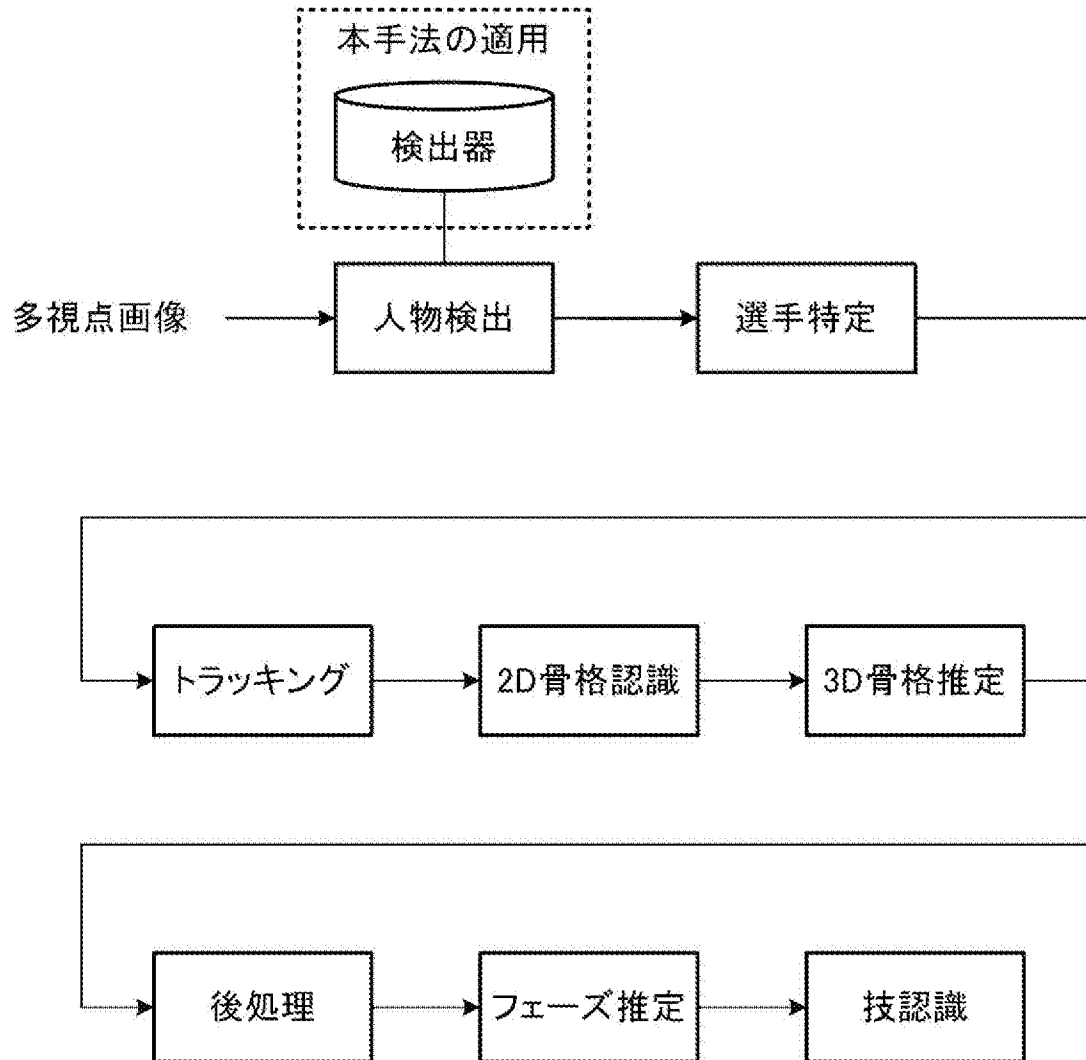 本手法の適用
検出器
多視点画像
人物検出
選手特定
トラッキング
2D骨格認識
3D骨格推定
後処理
フェーズ推定
技認識